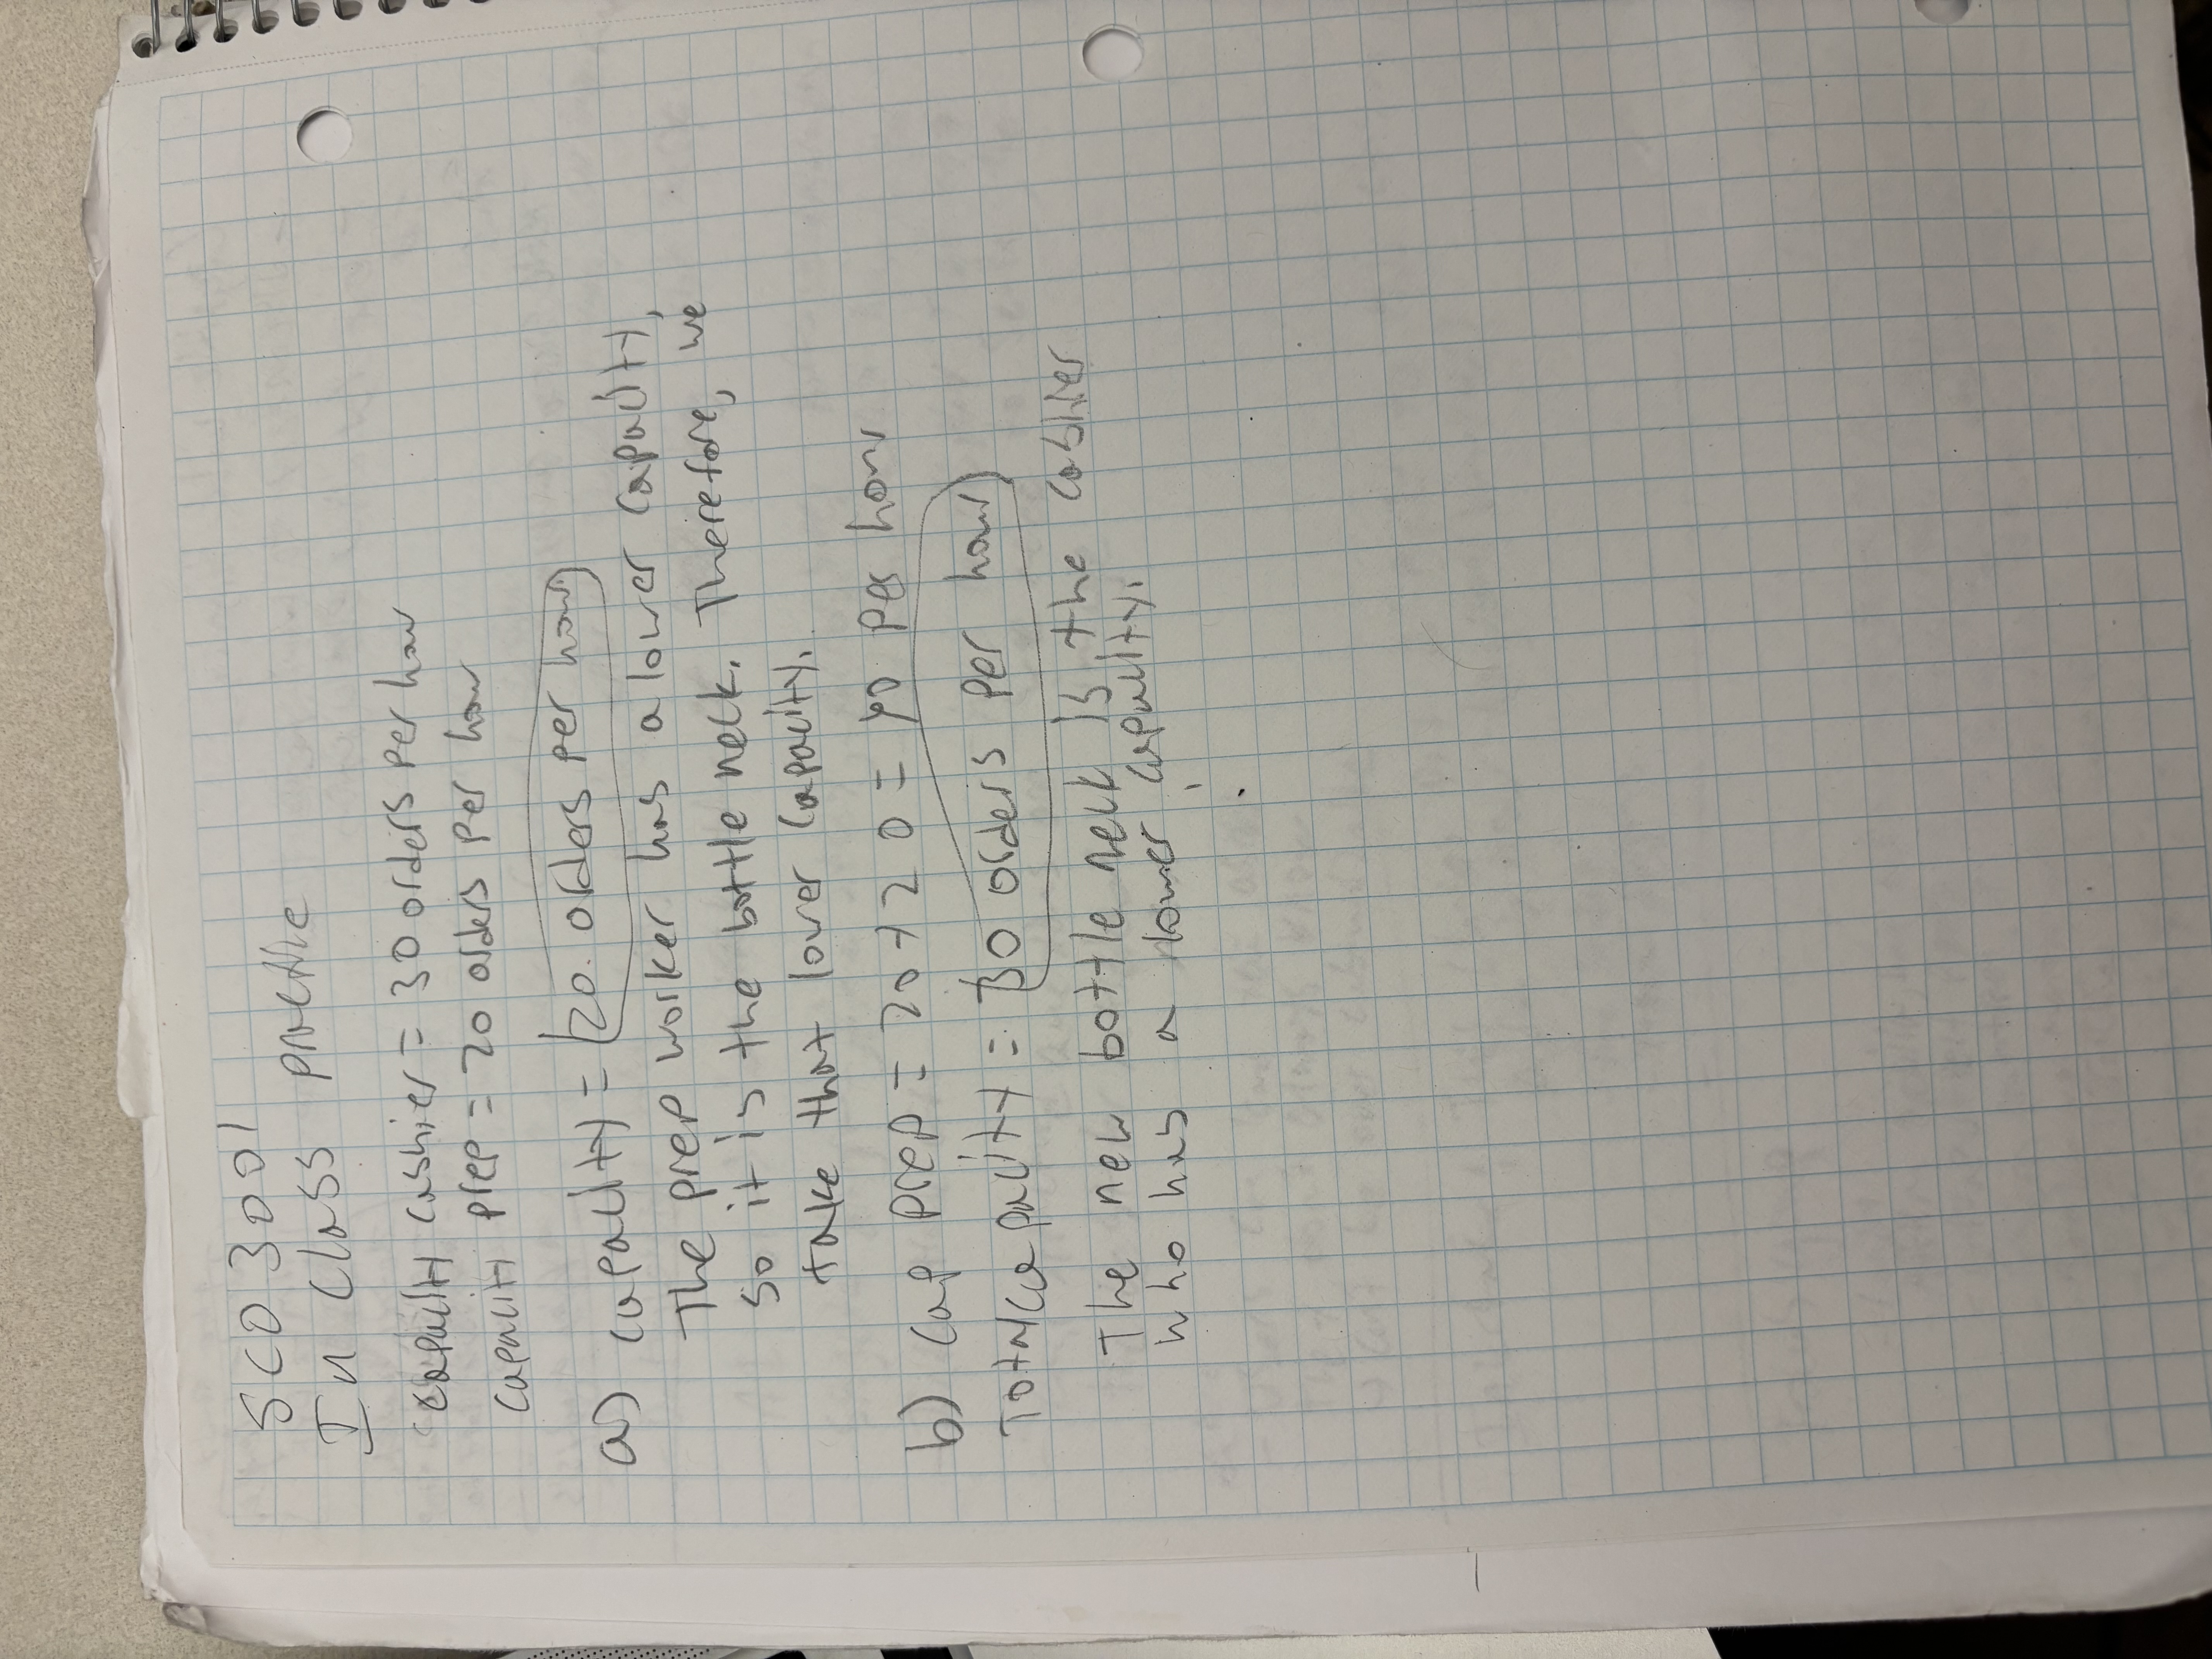 SCO 3001
In Class practice
capacity cashier = 30 orders per hour
capacity prep = 20 orders per hour
a) capacity = 20 orders per hour
The prep worker has a lower capacity,
so it is the bottle neck. Therefore, we
take that lower capacity.
b) Cap prep = 20 + 20 = 40 per hour
Total capacity = 30 orders per hour
The new bottle neck is the cashier
who has a lower capacity.